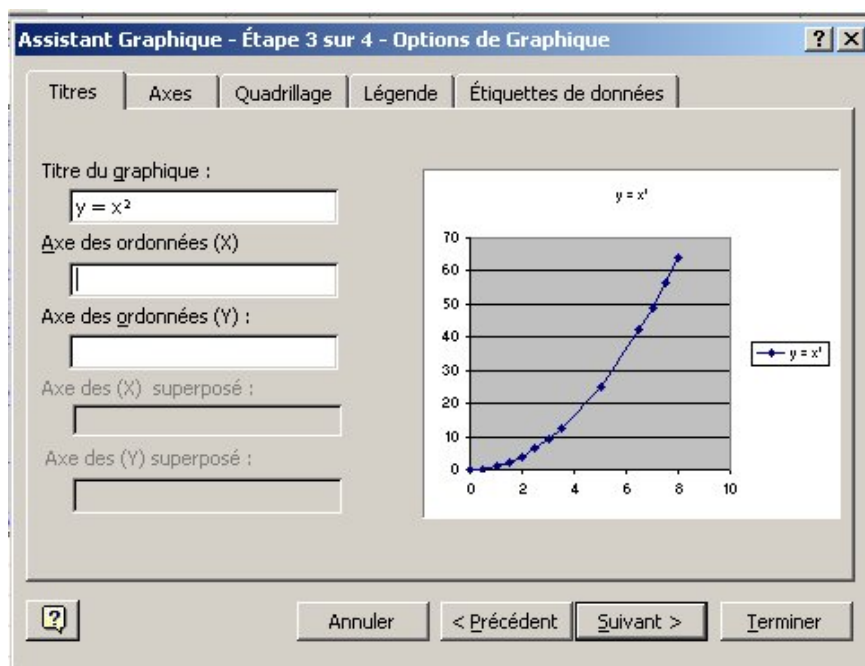 Assistant Graphique - Étape 3 sur 4 - Options de Graphique
Titres Axes Quadrillage Légende Étiquettes de données
Titre du graphique :
y = x²
Axe des ordonnées (X)
Axe des ordonnées (Y) :
Axe des (X) superposé :
Axe des (Y) superposé :
y = x²
70
60
50
40
30
20
10
0
0 2 4 6 8 10
y = x²
Annuler < Précédent Suivant > Terminer